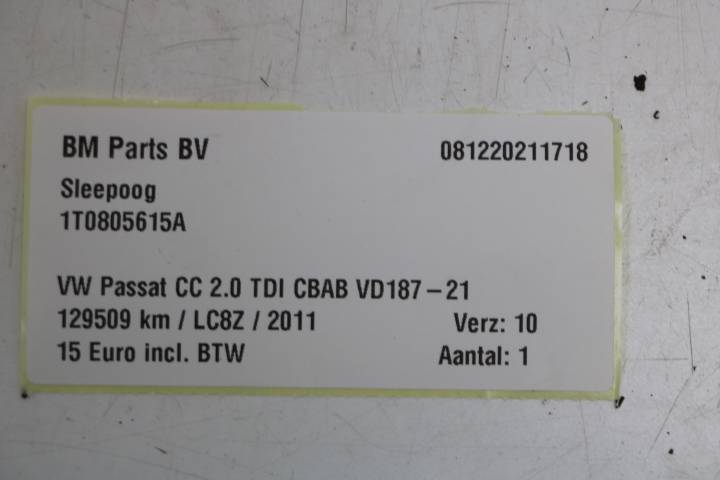 BM Parts BV 081220211718
Sleepoog
1T0805615A
VW Passat CC 2.0 TDI CBAB VD187-21
129509 km / LC8Z / 2011 Verz: 10
15 Euro incl. BTW Aantal: 1